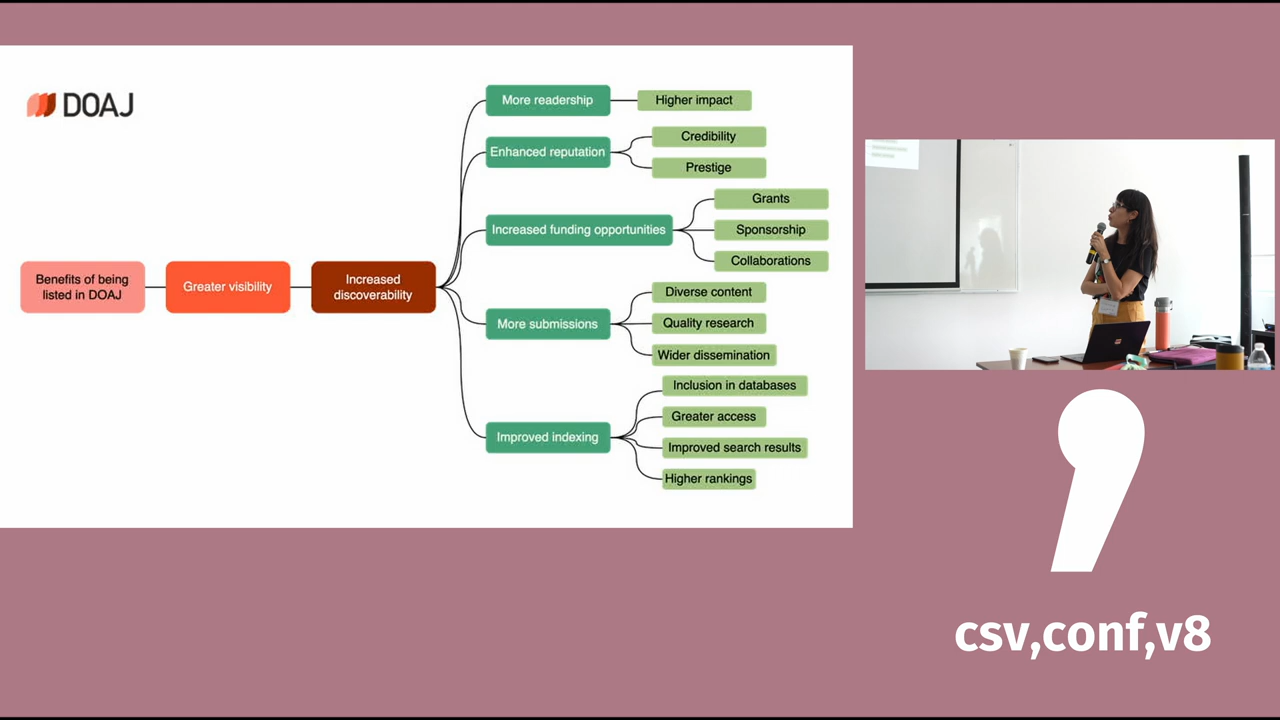 DOAJ
Benefits of being
listed in DOAJ
Greater visibility
Increased
discoverability
More readership
Higher impact
Enhanced reputation
Credibility
Prestige
Increased funding opportunities
Grants
Sponsorship
Collaborations
More submissions
Diverse content
Quality research
Wider dissemination
Improved indexing
Inclusion in databases
Greater access
Improved search results
Higher rankings
csv,conf,v8